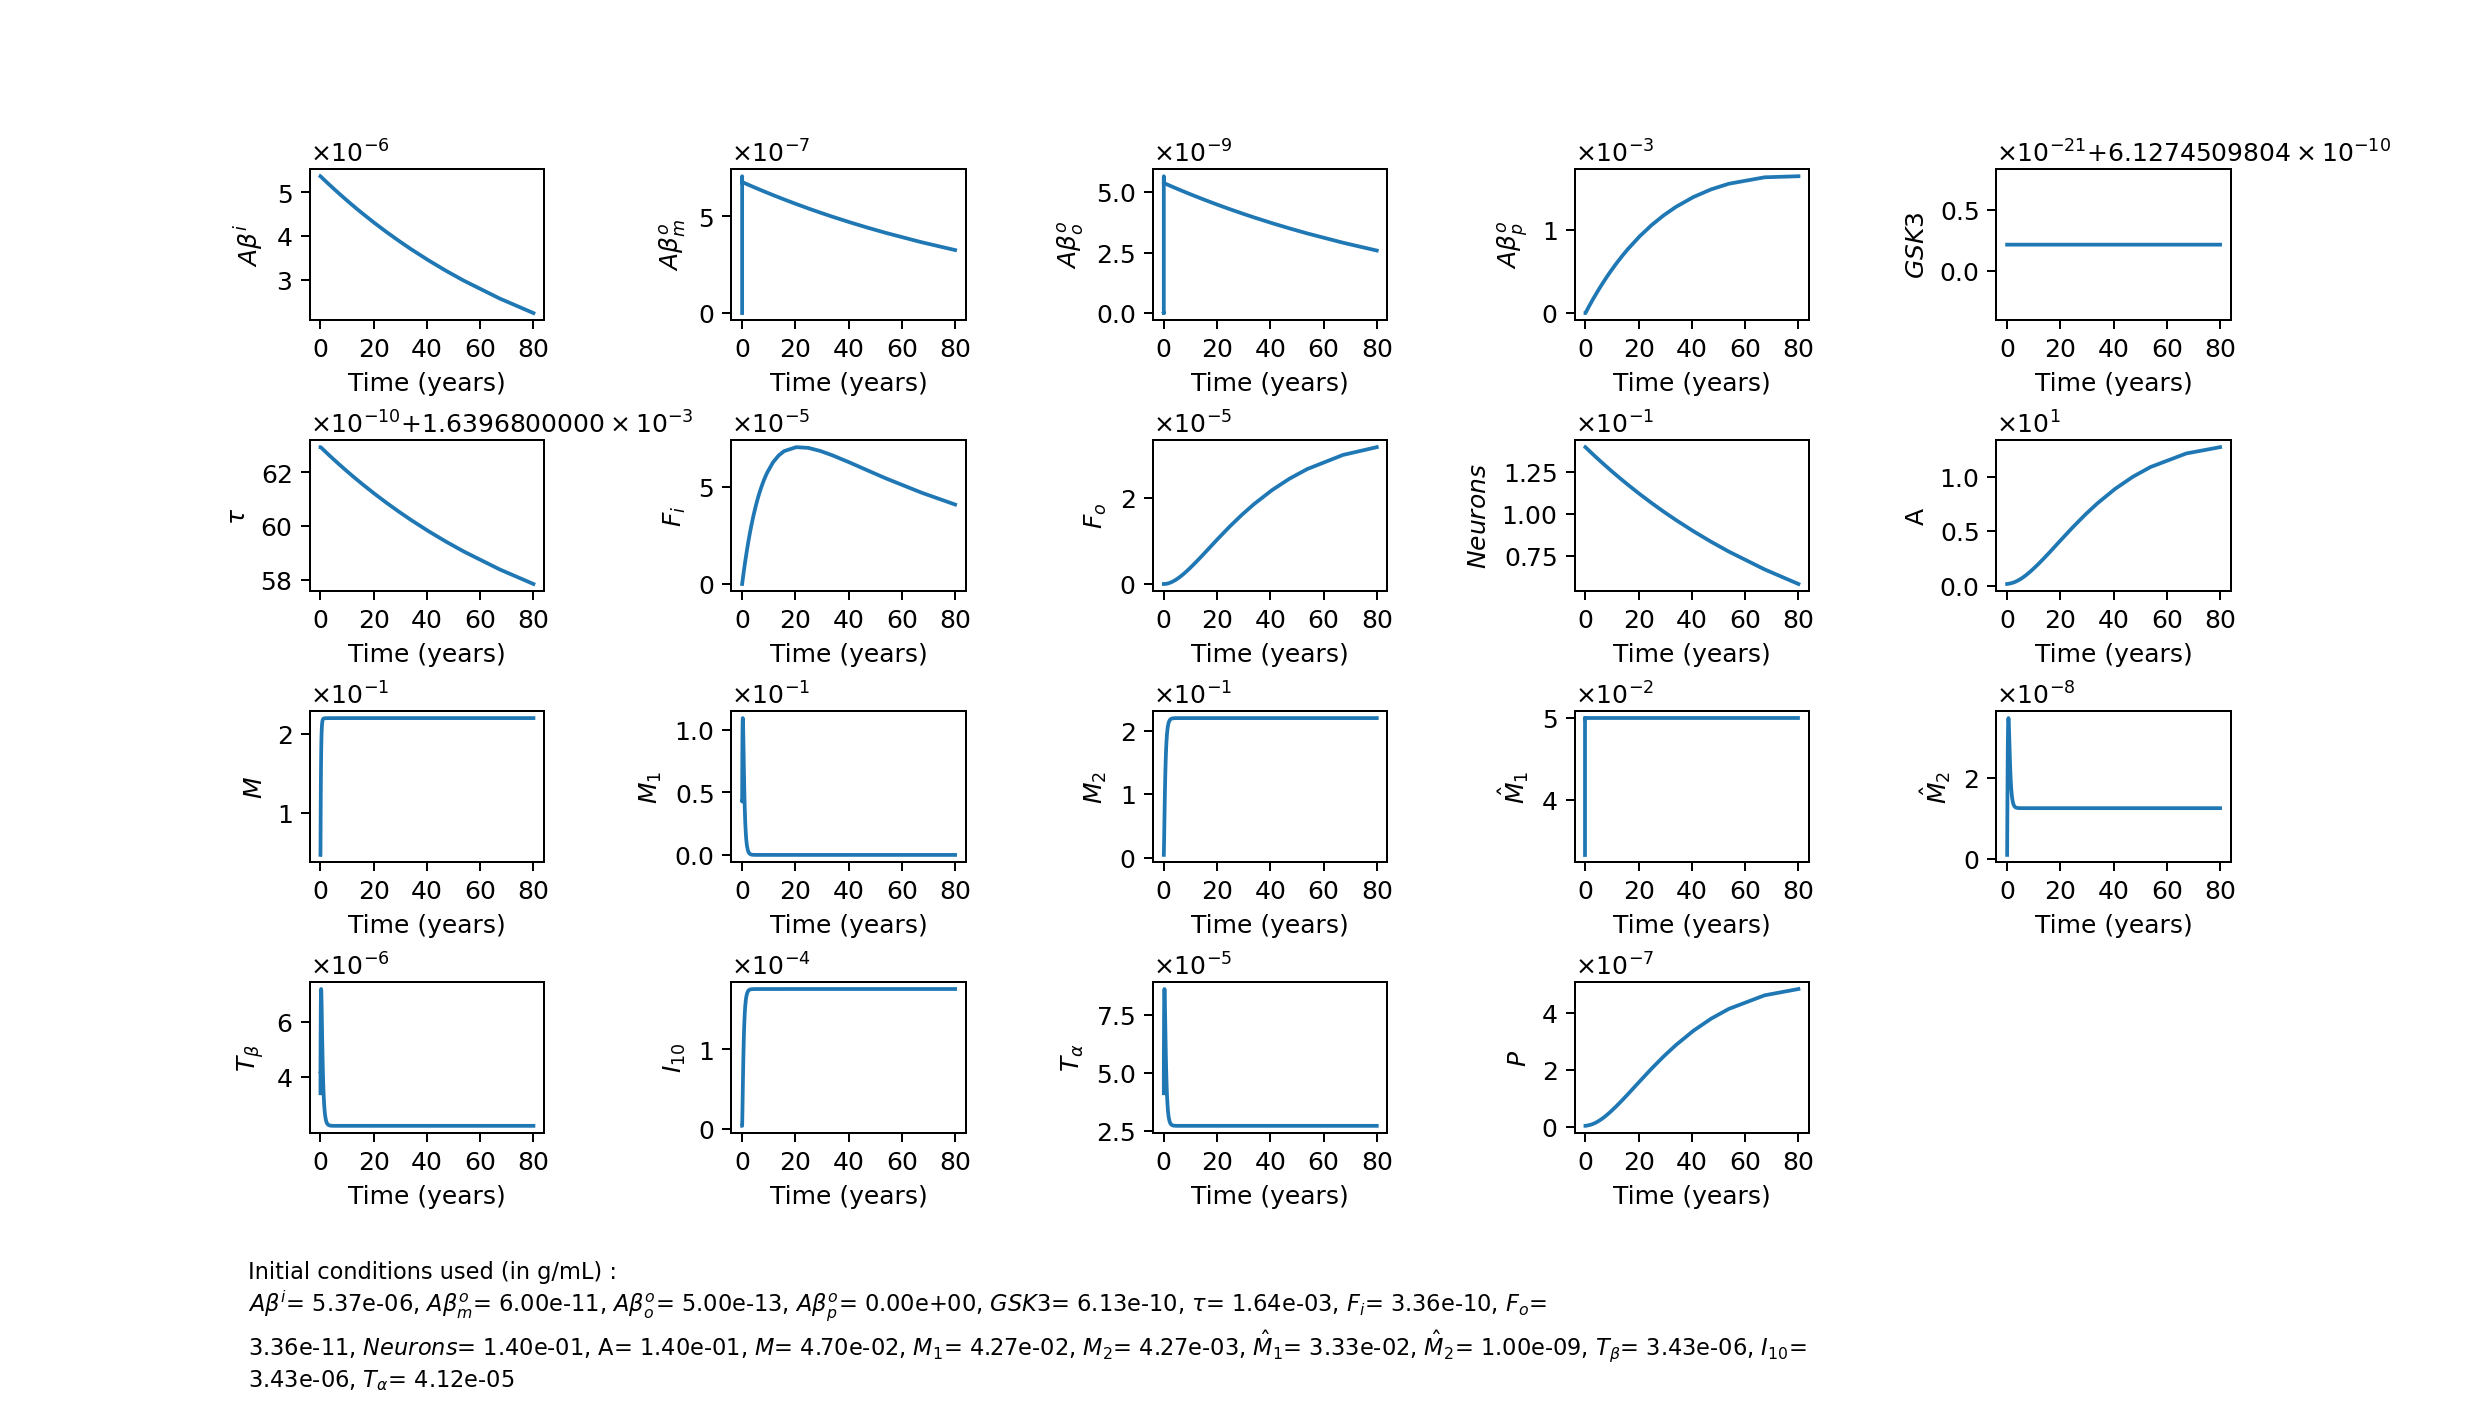 ×10⁻⁶ ×10⁻⁷ ×10⁻⁹ ×10⁻³ ×10⁻²¹+6.1274509804 × 10⁻¹⁰
Aβⁱ 5 4 3
Aβₘᵒ 5 0
Aβₒᵒ 5.0 2.5 0.0
Aβₚᵒ 1 0
GSK3 0.5 0.0
0 20 40 60 80 0 20 40 60 80 0 20 40 60 80 0 20 40 60 80 0 20 40 60 80
Time (years) Time (years) Time (years) Time (years) Time (years)
×10⁻¹⁰+1.6396800000 × 10⁻³ ×10⁻⁵ ×10⁻⁵ ×10⁻¹ ×10¹
τ 62 60 58
Fᵢ 5 0
Fₒ 2 0
Neurons 1.25 1.00 0.75
A 1.0 0.5 0.0
0 20 40 60 80 0 20 40 60 80 0 20 40 60 80 0 20 40 60 80 0 20 40 60 80
Time (years) Time (years) Time (years) Time (years) Time (years)
×10⁻¹ ×10⁻¹ ×10⁻¹ ×10⁻² ×10⁻⁸
M 2 1
M₁ 1.0 0.5 0.0
M₂ 2 1 0
M̂₁ 5 4
M̂₂ 2 0
0 20 40 60 80 0 20 40 60 80 0 20 40 60 80 0 20 40 60 80 0 20 40 60 80
Time (years) Time (years) Time (years) Time (years) Time (years)
×10⁻⁶ ×10⁻⁴ ×10⁻⁵ ×10⁻⁷
Tᵦ 6 4
I₁₀ 1 0
T_α 7.5 5.0 2.5
P 4 2 0
0 20 40 60 80 0 20 40 60 80 0 20 40 60 80 0 20 40 60 80
Time (years) Time (years) Time (years) Time (years)
Initial conditions used (in g/mL) :
Aβⁱ= 5.37e-06, Aβₘᵒ= 6.00e-11, Aβₒᵒ= 5.00e-13, Aβₚᵒ= 0.00e+00, GSK3= 6.13e-10, τ= 1.64e-03, Fᵢ= 3.36e-10, Fₒ=
3.36e-11, Neurons= 1.40e-01, A= 1.40e-01, M= 4.70e-02, M₁= 4.27e-02, M₂= 4.27e-03, M̂₁= 3.33e-02, M̂₂= 1.00e-09, Tᵦ= 3.43e-06, I₁₀=
3.43e-06, T_α= 4.12e-05